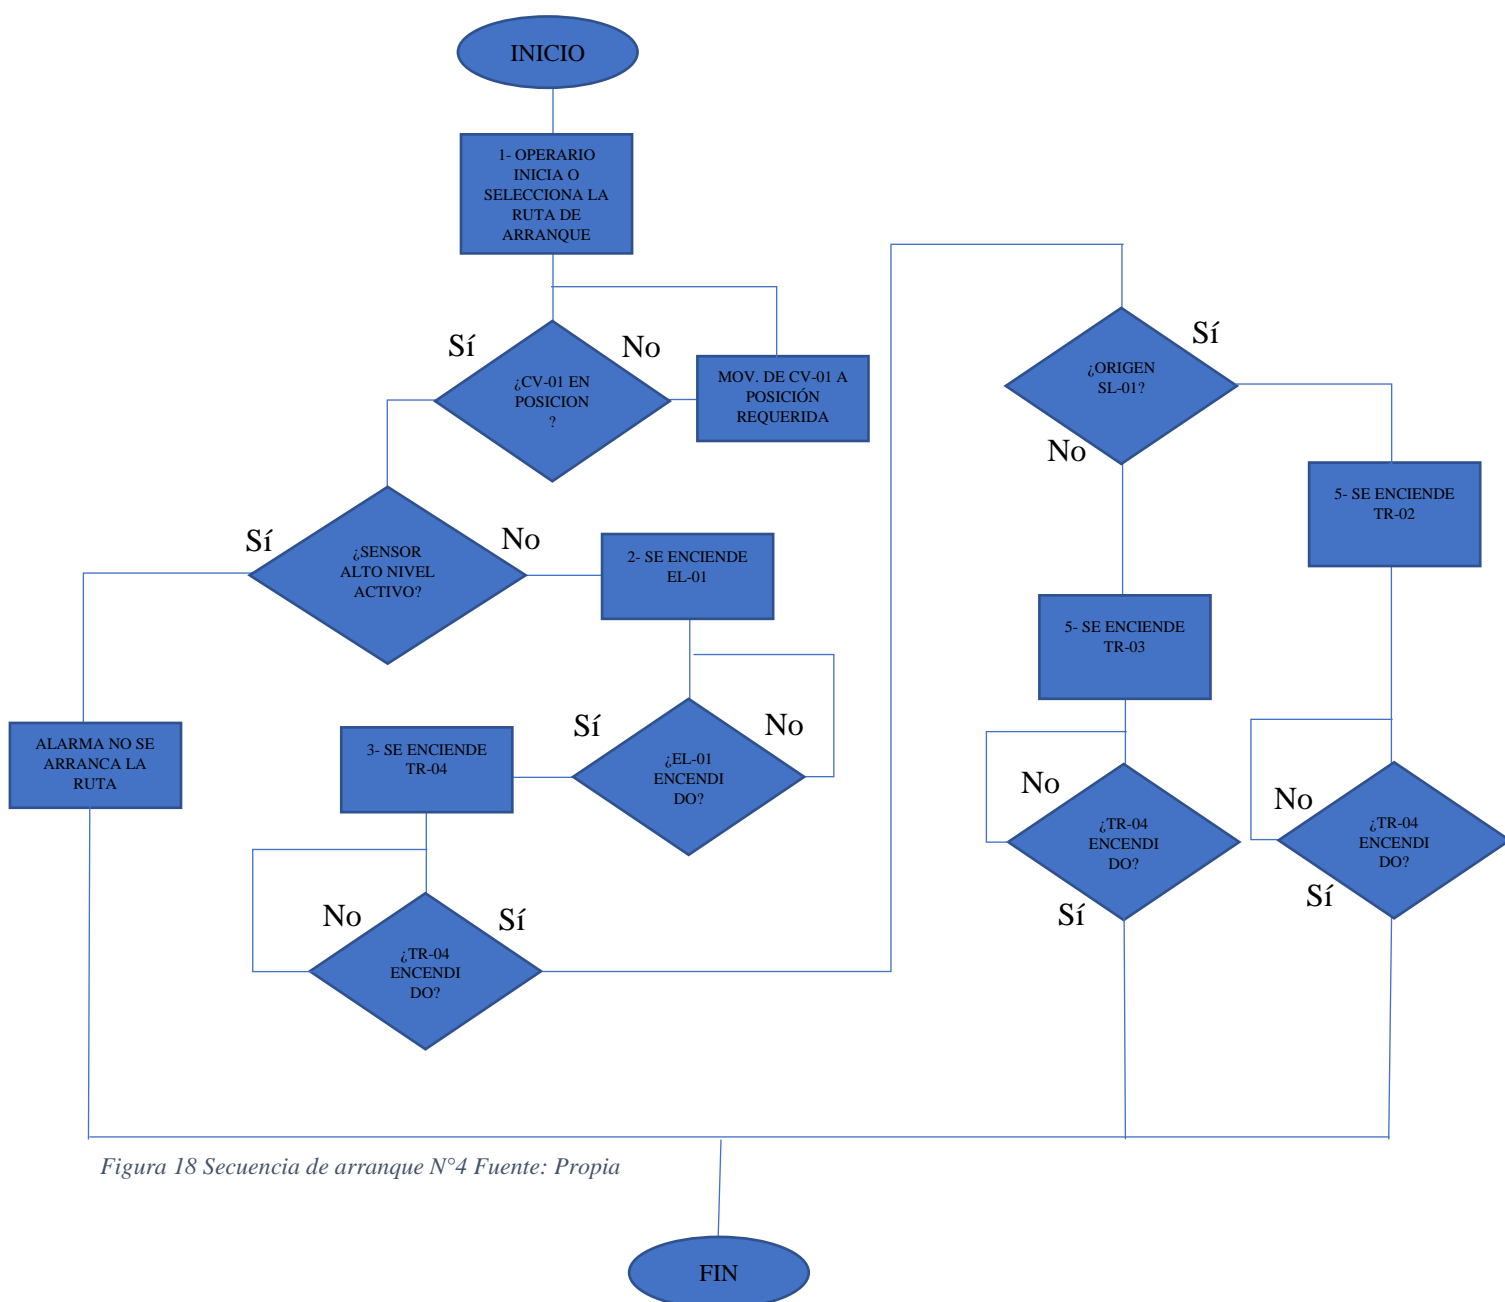 INICIO
1- OPERARIO
INICIA O
SELECCIONA LA
RUTA DE
ARRANQUE
Sí
No
¿CV-01 EN
POSICION
?
MOV. DE CV-01 A
POSICIÓN
REQUERIDA
Sí
No
¿SENSOR
ALTO NIVEL
ACTIVO?
2- SE ENCIENDE
EL-01
ALARMA NO SE
ARRANCA LA
RUTA
Sí
No
¿EL-01
ENCENDI
DO?
3- SE ENCIENDE
TR-04
No
Sí
¿TR-04
ENCENDI
DO?
¿ORIGEN
SL-01?
Sí
No
5- SE ENCIENDE
TR-02
5- SE ENCIENDE
TR-03
No
¿TR-04
ENCENDI
DO?
Sí
No
¿TR-04
ENCENDI
DO?
Sí
Figura 18 Secuencia de arranque N°4 Fuente: Propia
FIN